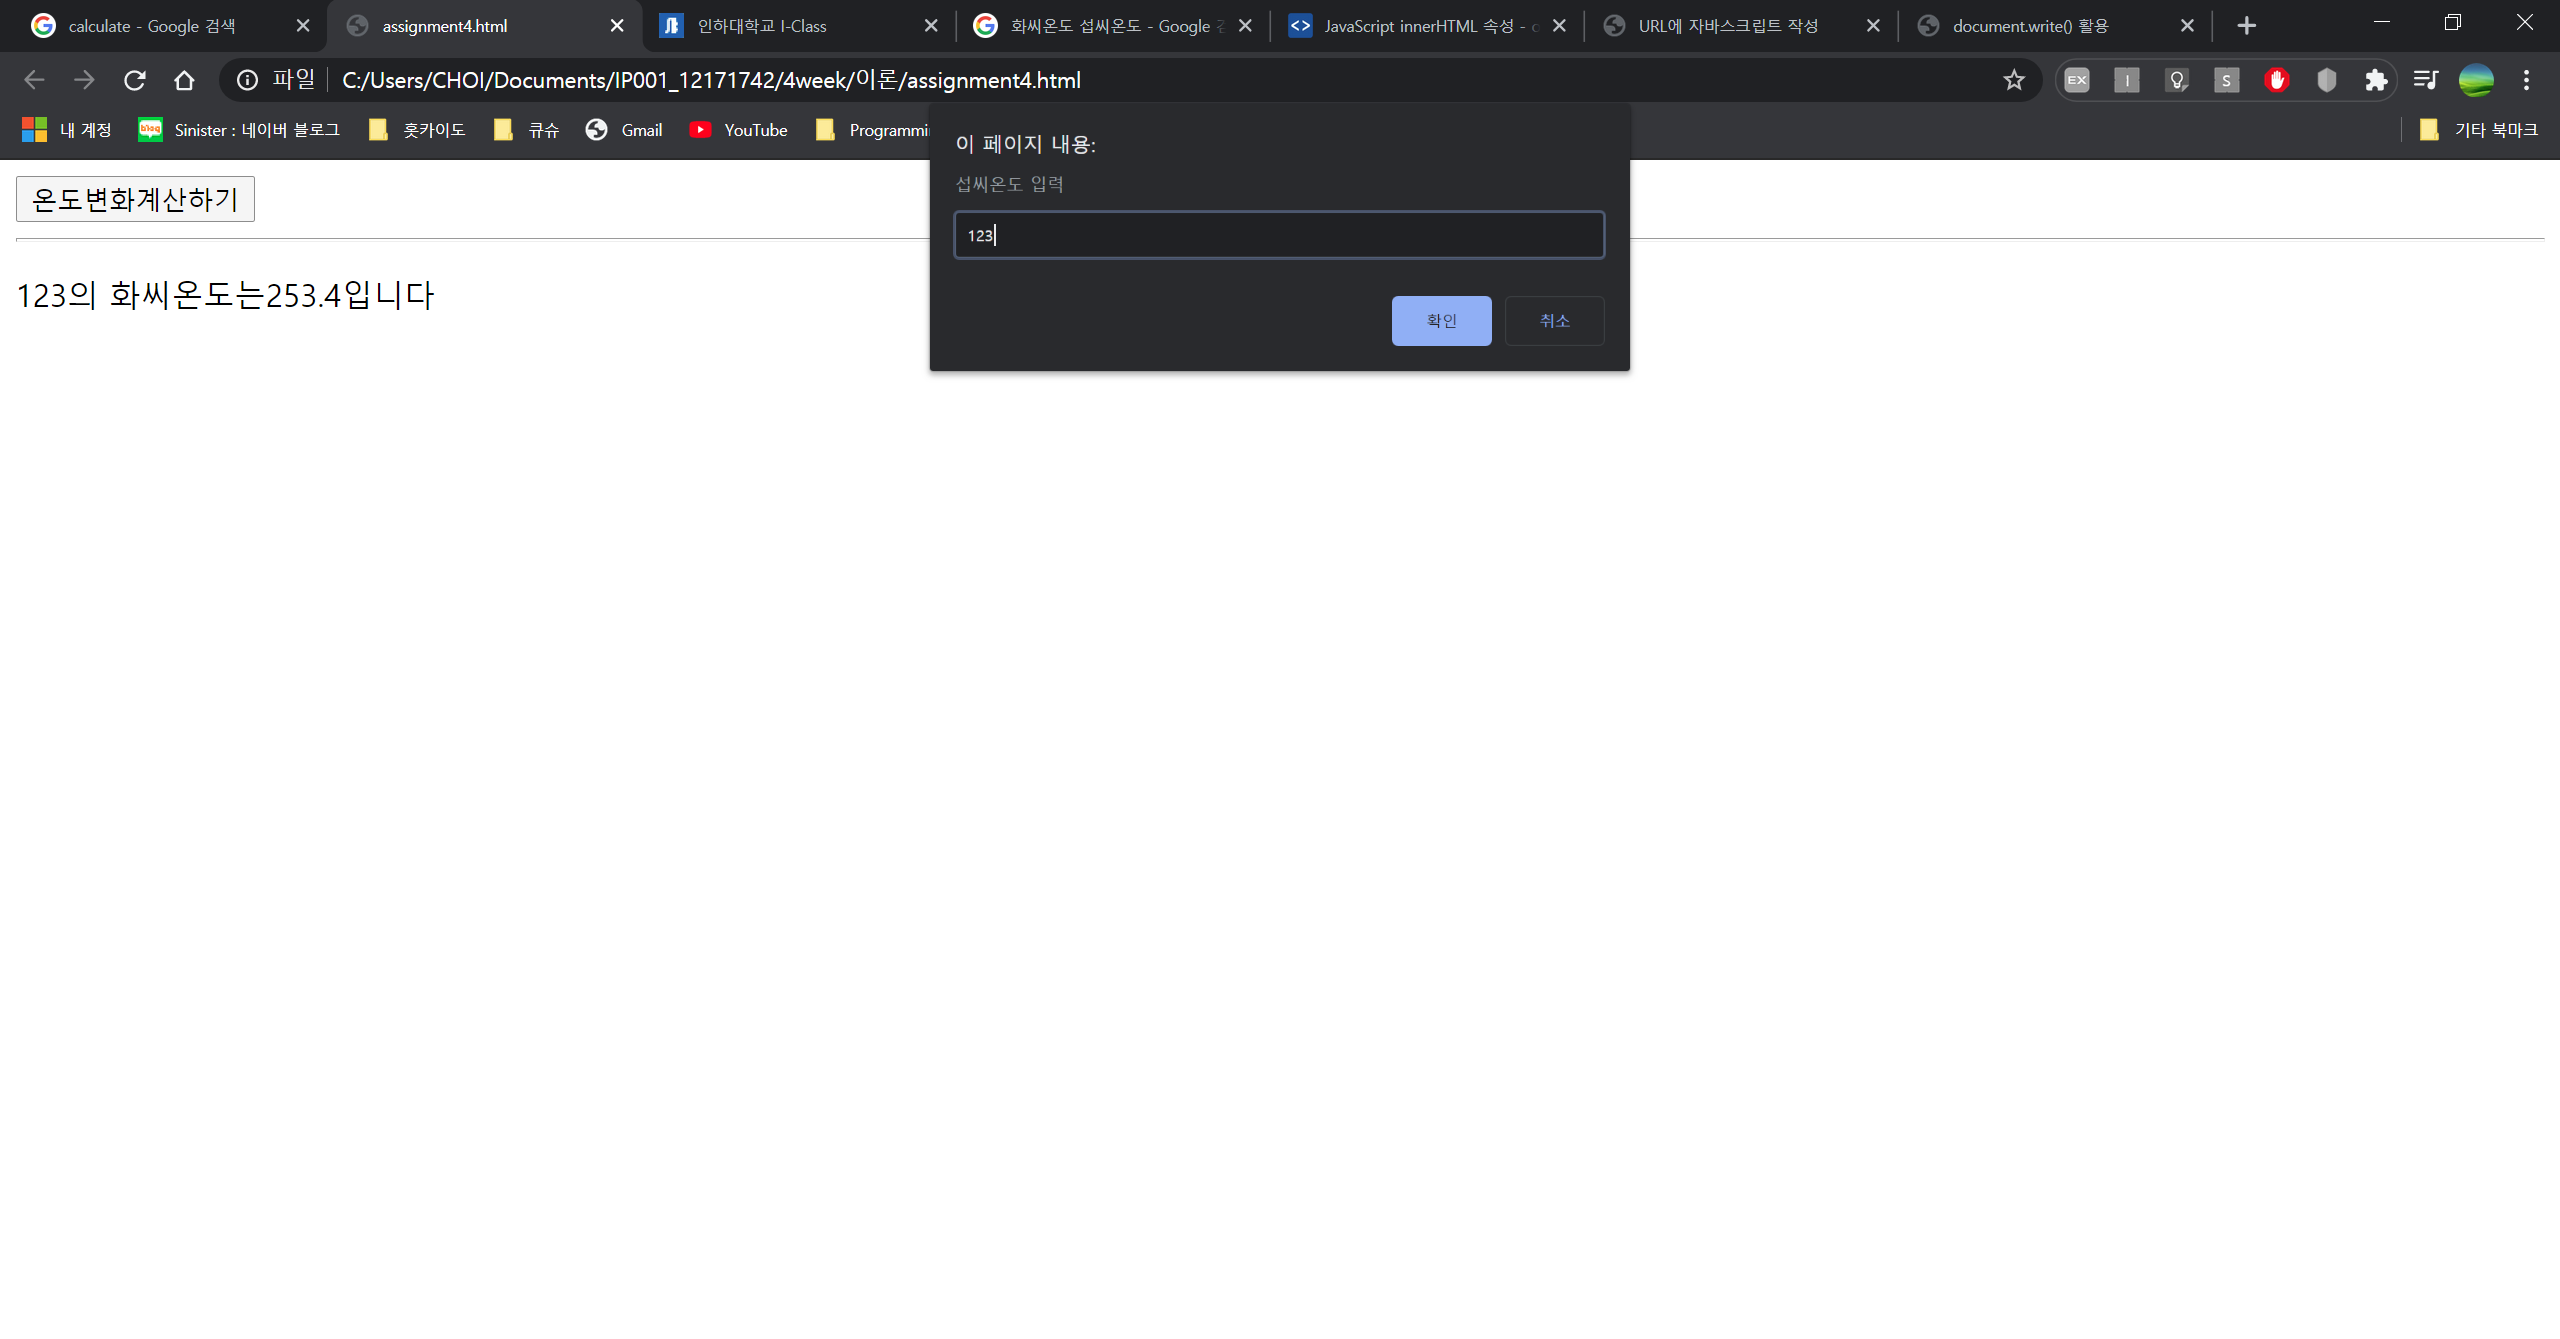 calculate - Google 검색
assignment4.html
인하대학교 I-Class
화씨온도 섭씨온도 - Google
JavaScript innerHTML 속성 -
URL에 자바스크립트 작성
document.write() 활용
파일 C:/Users/CHOI/Documents/IP001_12171742/4week/이론/assignment4.html
EX I S
내 계정 blog Sinister : 네이버 블로그 홋카이도 큐슈 Gmail YouTube Programmi 기타 북마크
이 페이지 내용:
섭씨온도 입력
123
확인 취소
온도변화계산하기
123의 화씨온도는253.4입니다